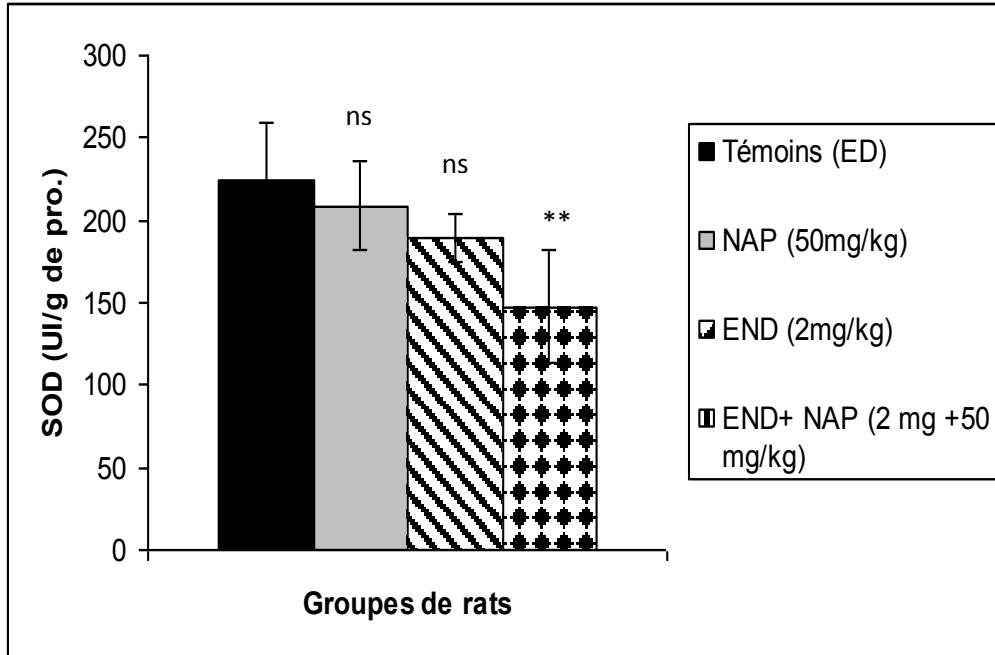 SOD (UI/g de pro.)
300
250
200
150
100
50
0
ns
ns
**
Groupes de rats
Témoins (ED)
NAP (50mg/kg)
END (2mg/kg)
END+ NAP (2 mg +50
mg/kg)